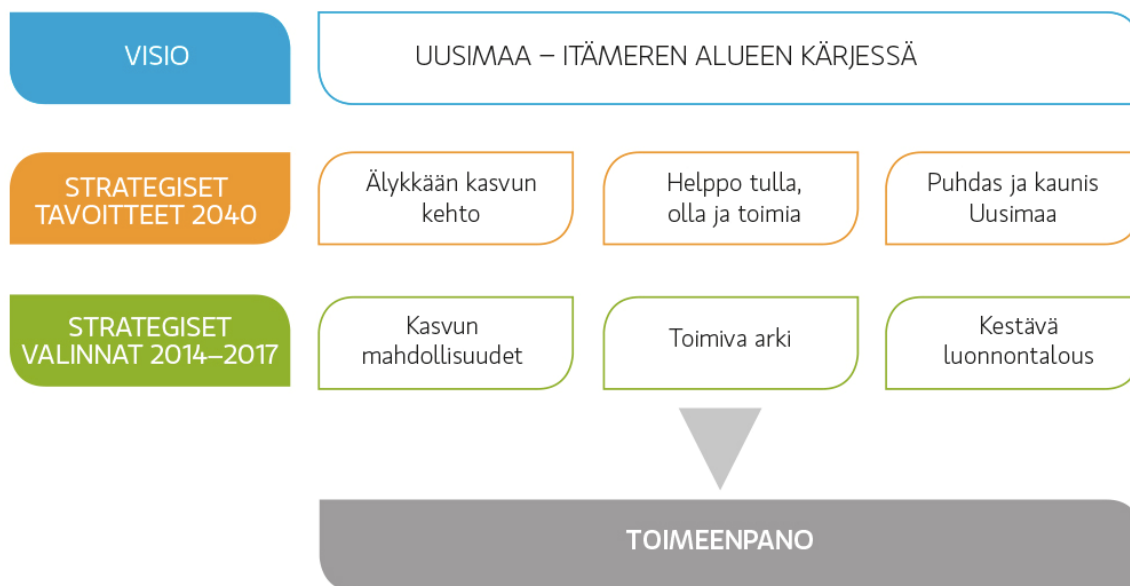 VISIO
UUSIMAA – ITÄMEREN ALUEEN KÄRJESSÄ
STRATEGISET
TAVOITTEET 2040
Älykkään kasvun
kehto
Helppo tulla,
olla ja toimia
Puhdas ja kaunis
Uusimaa
STRATEGISET
VALINNAT 2014–2017
Kasvun
mahdollisuudet
Toimiva arki
Kestävä
luonnontalous
TOIMEENPANO